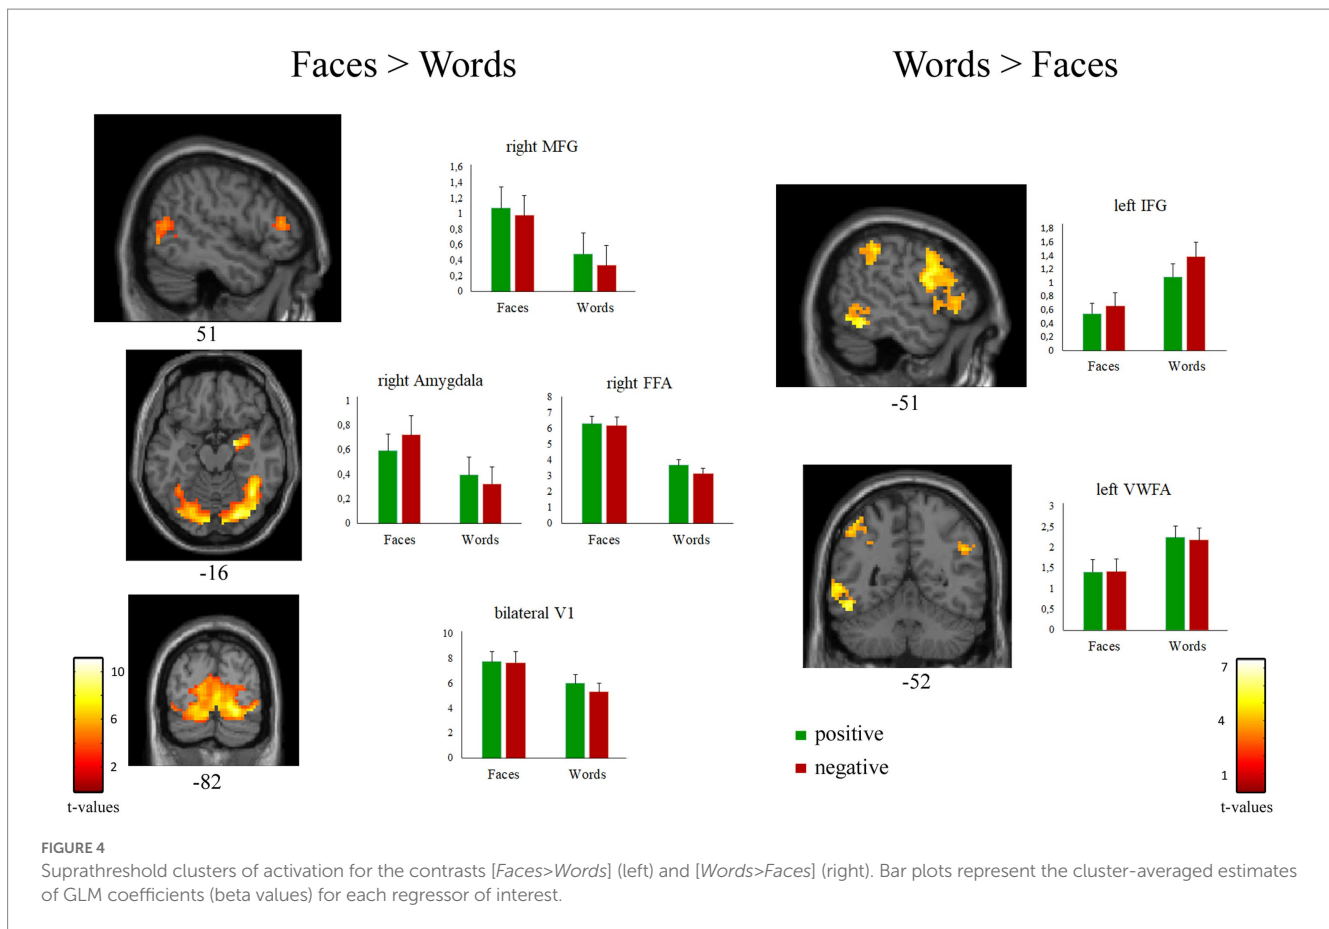 Faces > Words
Words > Faces
51
right MFG
1,6
1,4
1,2
1
0,8
0,6
0,4
0,2
0
Faces Words
-16
right Amygdala
1
0,8
0,6
0,4
0,2
0
Faces Words
right FFA
8
7
6
5
4
3
2
1
0
Faces Words
10
6
2
t-values
-82
bilateral V1
10
8
6
4
2
0
Faces Words
-51
left IFG
1,8
1,6
1,4
1,2
1
0,8
0,6
0,4
0,2
0
Faces Words
-52
left VWFA
3
2,5
2
1,5
1
0,5
0
Faces Words
positive
negative
7
4
1
t-values
FIGURE 4
Suprathreshold clusters of activation for the contrasts [Faces>Words] (left) and [Words>Faces] (right). Bar plots represent the cluster-averaged estimates
of GLM coefficients (beta values) for each regressor of interest.